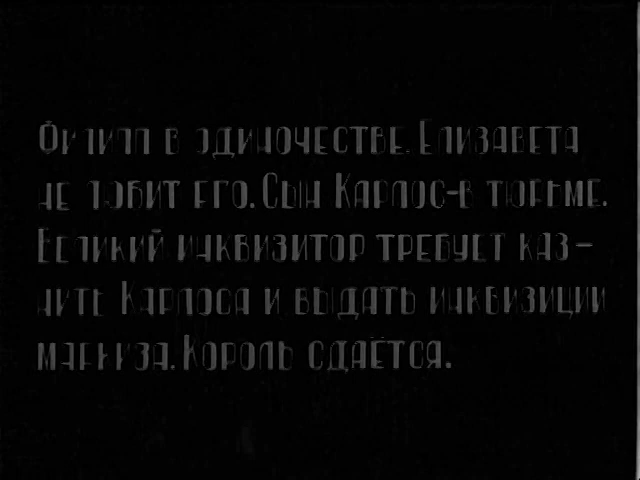 Филипп в одиночестве. Елизавета
не любит его. Сын Карлос-в тюрьме.
Великий инквизитор требует каз-
нить Карлоса и выдать инквизиции
маркиза. Король сдаётся.